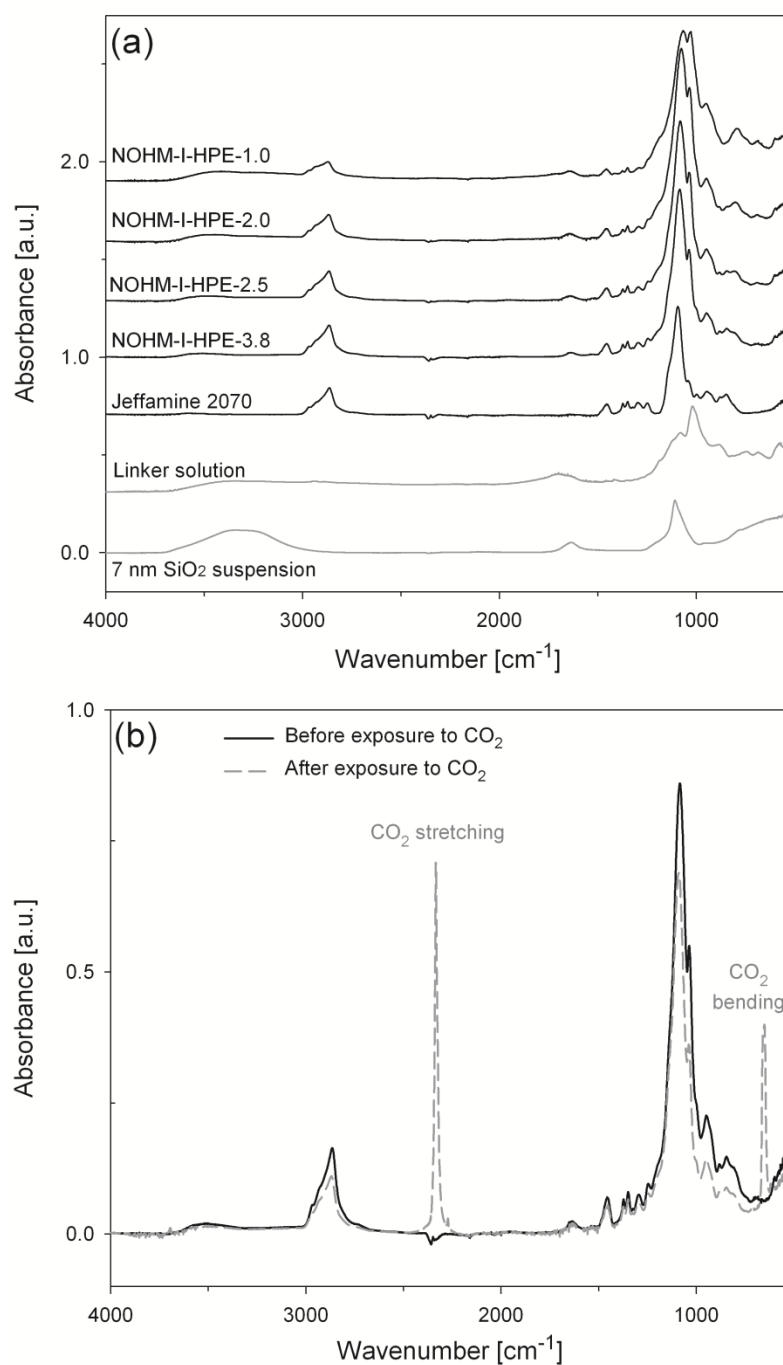 (a)
NOHM-I-HPE-1.0
2.0
NOHM-I-HPE-2.0
NOHM-I-HPE-2.5
NOHM-I-HPE-3.8
1.0
Jeffamine 2070
Linker solution
0.0
7 nm SiO₂ suspension
Absorbance [a.u.]
4000 3000 2000 1000
Wavenumber [cm⁻¹]
1.0
(b)
Before exposure to CO₂
After exposure to CO₂
CO₂ stretching
0.5
CO₂
bending
0.0
Absorbance [a.u.]
4000 3000 2000 1000
Wavenumber [cm⁻¹]